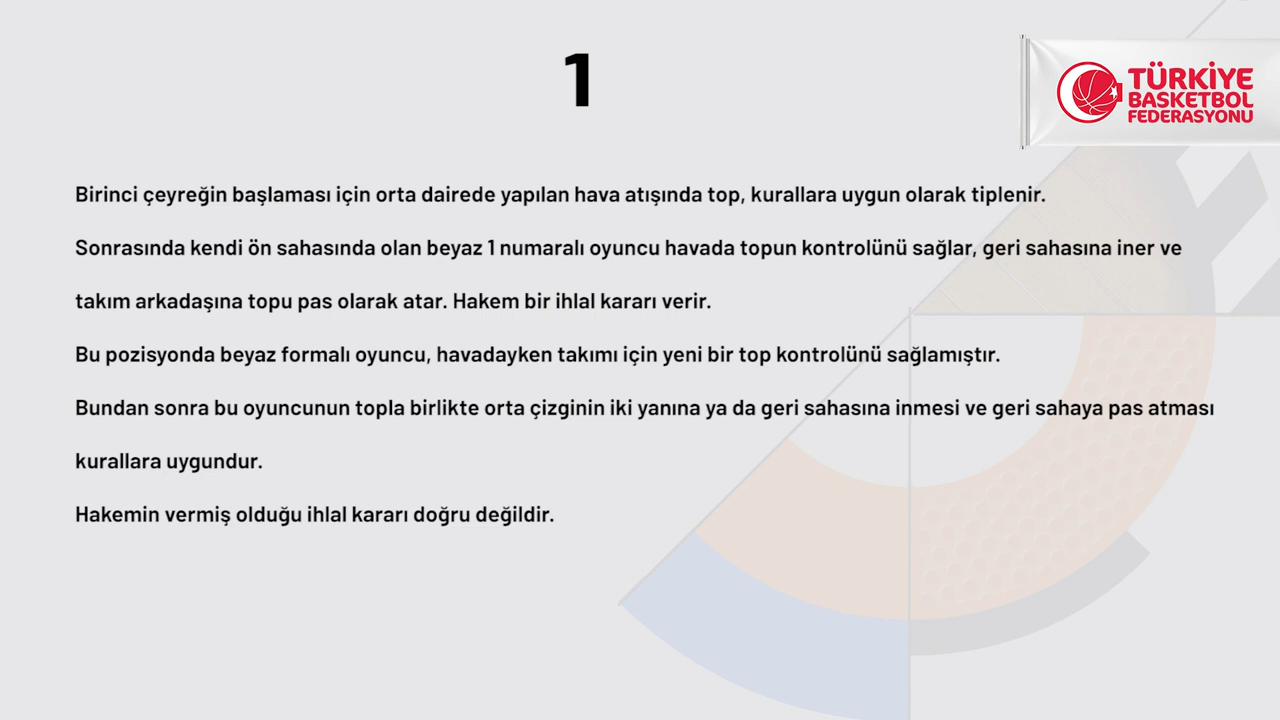 1
TÜRKİYE
BASKETBOL
FEDERASYONU
Birinci çeyreğin başlaması için orta dairede yapılan hava atışında top, kurallara uygun olarak tiplenir.
Sonrasında kendi ön sahasında olan beyaz 1 numaralı oyuncu havada topun kontrolünü sağlar, geri sahasına iner ve
takım arkadaşına topu pas olarak atar. Hakem bir ihlal kararı verir.
Bu pozisyonda beyaz formalı oyuncu, havadayken takımı için yeni bir top kontrolünü sağlamıştır.
Bundan sonra bu oyuncunun topla birlikte orta çizginin iki yanına ya da geri sahasına inmesi ve geri sahaya pas atması
kurallara uygundur.
Hakemin vermiş olduğu ihlal kararı doğru değildir.